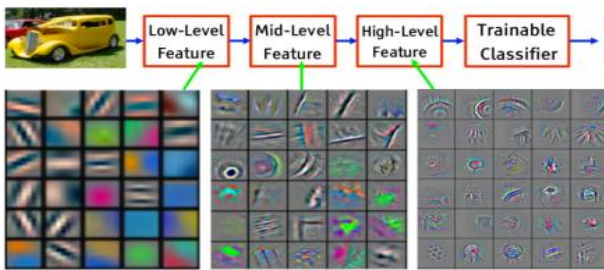 Low-Level
Feature
Mid-Level
Feature
High-Level
Feature
Trainable
Classifier